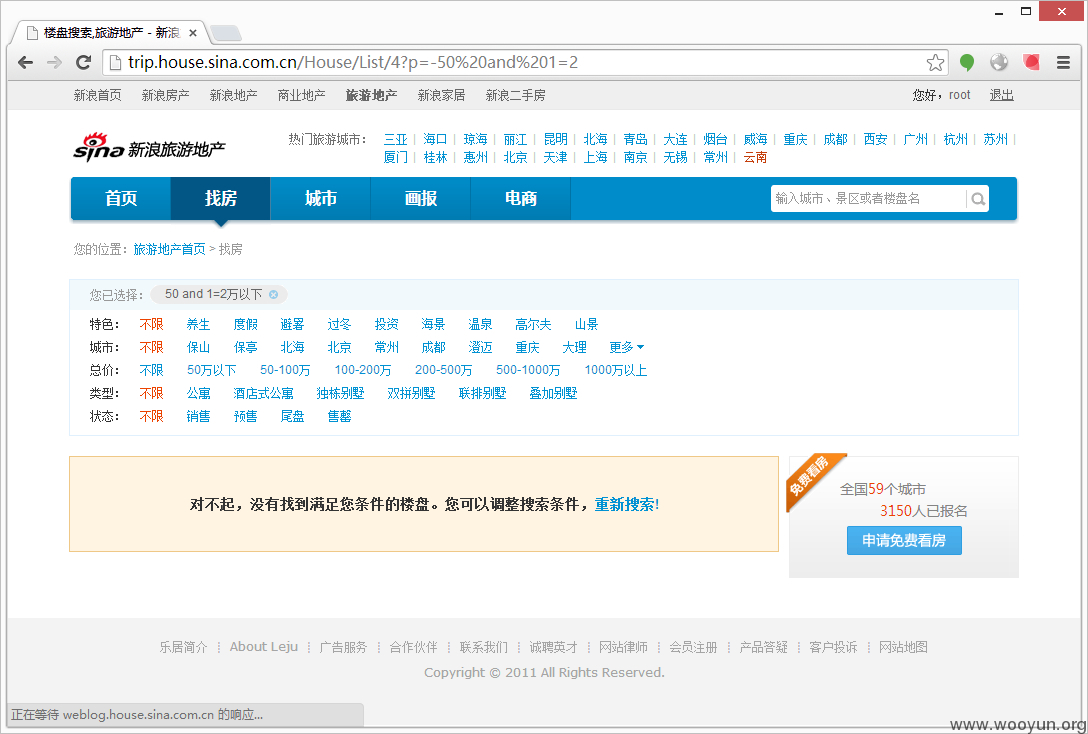 楼盘搜索,旅游地产 - 新浪
trip.house.sina.com.cn/House/List/4?p=-50%20and%201=2
新浪首页 新浪房产 新浪地产 商业地产 旅游地产 新浪家居 新浪二手房 您好，root 退出
sina 新浪旅游地产
热门旅游城市： 三亚 海口 琼海 丽江 昆明 北海 青岛 大连 烟台 威海 重庆 成都 西安 广州 杭州 苏州
厦门 桂林 惠州 北京 天津 上海 南京 无锡 常州 云南
首页 找房 城市 画报 电商 输入城市、景区或者楼盘名
您的位置：旅游地产首页 > 找房
您已选择： 50 and 1=2万以下
特色： 不限 养生 度假 避暑 过冬 投资 海景 温泉 高尔夫 山景
城市： 不限 保山 保亭 北海 北京 常州 成都 澄迈 重庆 大理 更多
总价： 不限 50万以下 50-100万 100-200万 200-500万 500-1000万 1000万以上
类型： 不限 公寓 酒店式公寓 独栋别墅 双拼别墅 联排别墅 叠加别墅
状态： 不限 销售 预售 尾盘 售罄
对不起，没有找到满足您条件的楼盘。您可以调整搜索条件，重新搜索!
免费看房
全国59个城市
3150人已报名
申请免费看房
乐居简介 About Leju 广告服务 合作伙伴 联系我们 诚聘英才 网站律师 会员注册 产品答疑 客户投诉 网站地图
Copyright © 2011 All Rights Reserved.
正在等待 weblog.house.sina.com.cn 的响应...
www.wooyun.org